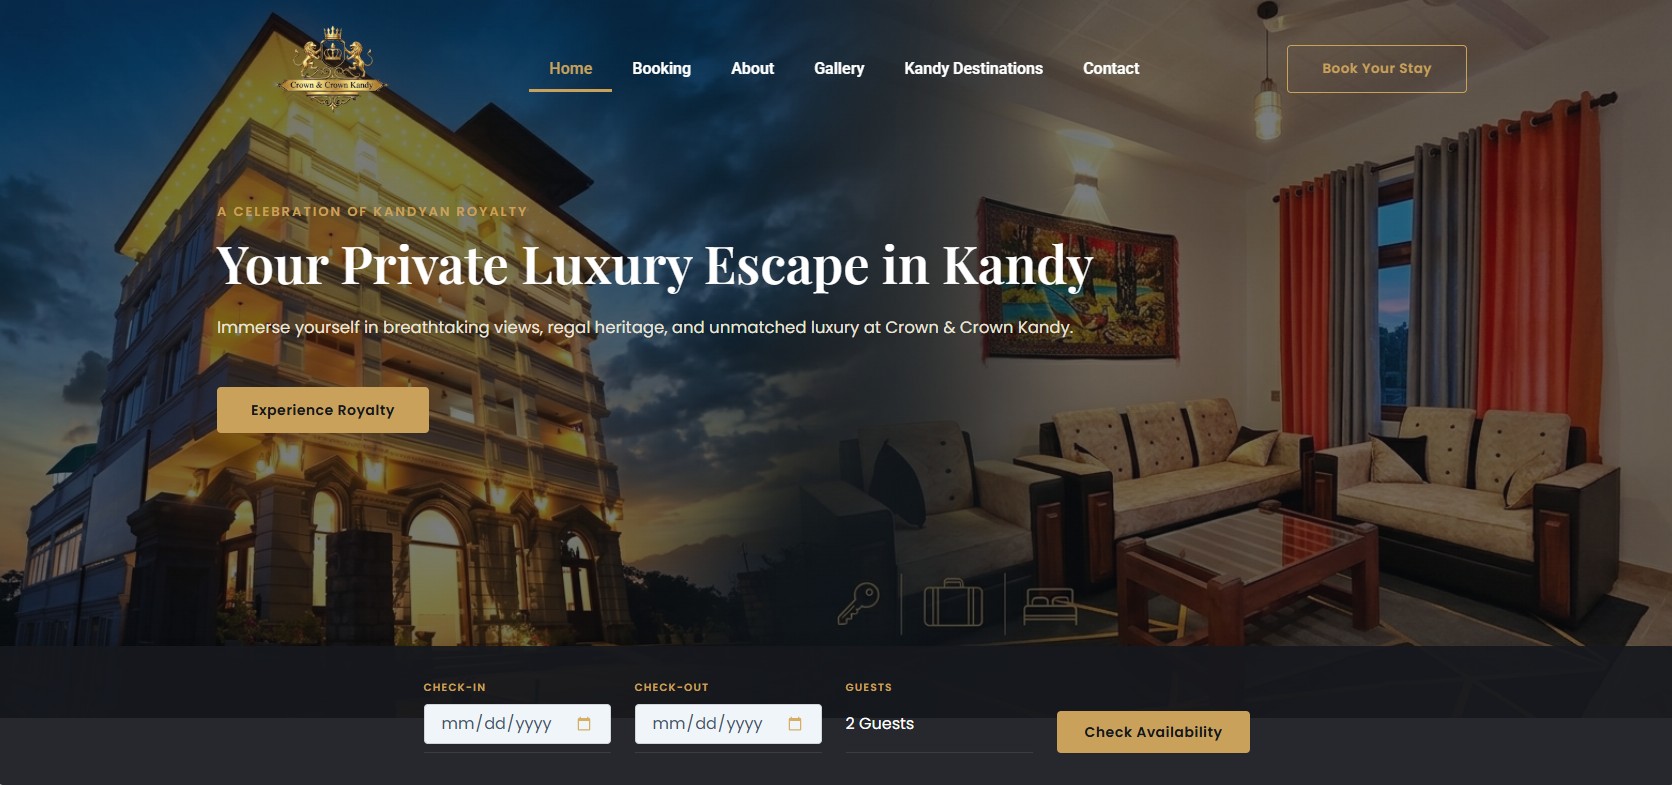 Crown & Crown Kandy
Home
Booking
About
Gallery
Kandy Destinations
Contact
Book Your Stay
A CELEBRATION OF KANDYAN ROYALTY
Your Private Luxury Escape in Kandy
Immerse yourself in breathtaking views, regal heritage, and unmatched luxury at Crown & Crown Kandy.
Experience Royalty
CHECK-IN
CHECK-OUT
GUESTS
mm/dd/yyyy
mm/dd/yyyy
2 Guests
Check Availability